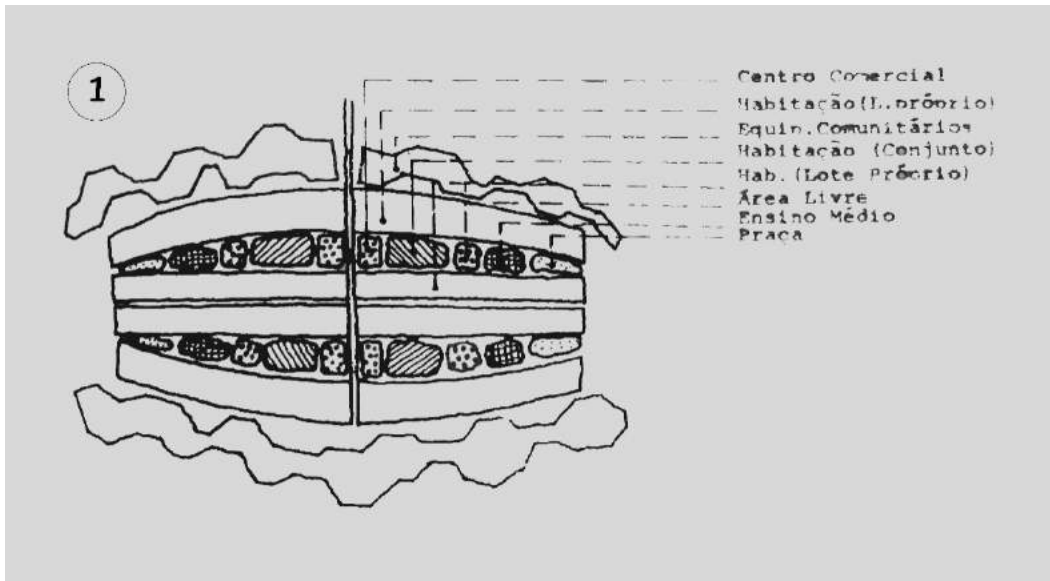 1
Centro Comercial
Habitação(L.próprio)
Equip.Comunitários
Habitação (Conjunto)
Hab.(Lote Próprio)
Área Livre
Ensino Médio
Praça